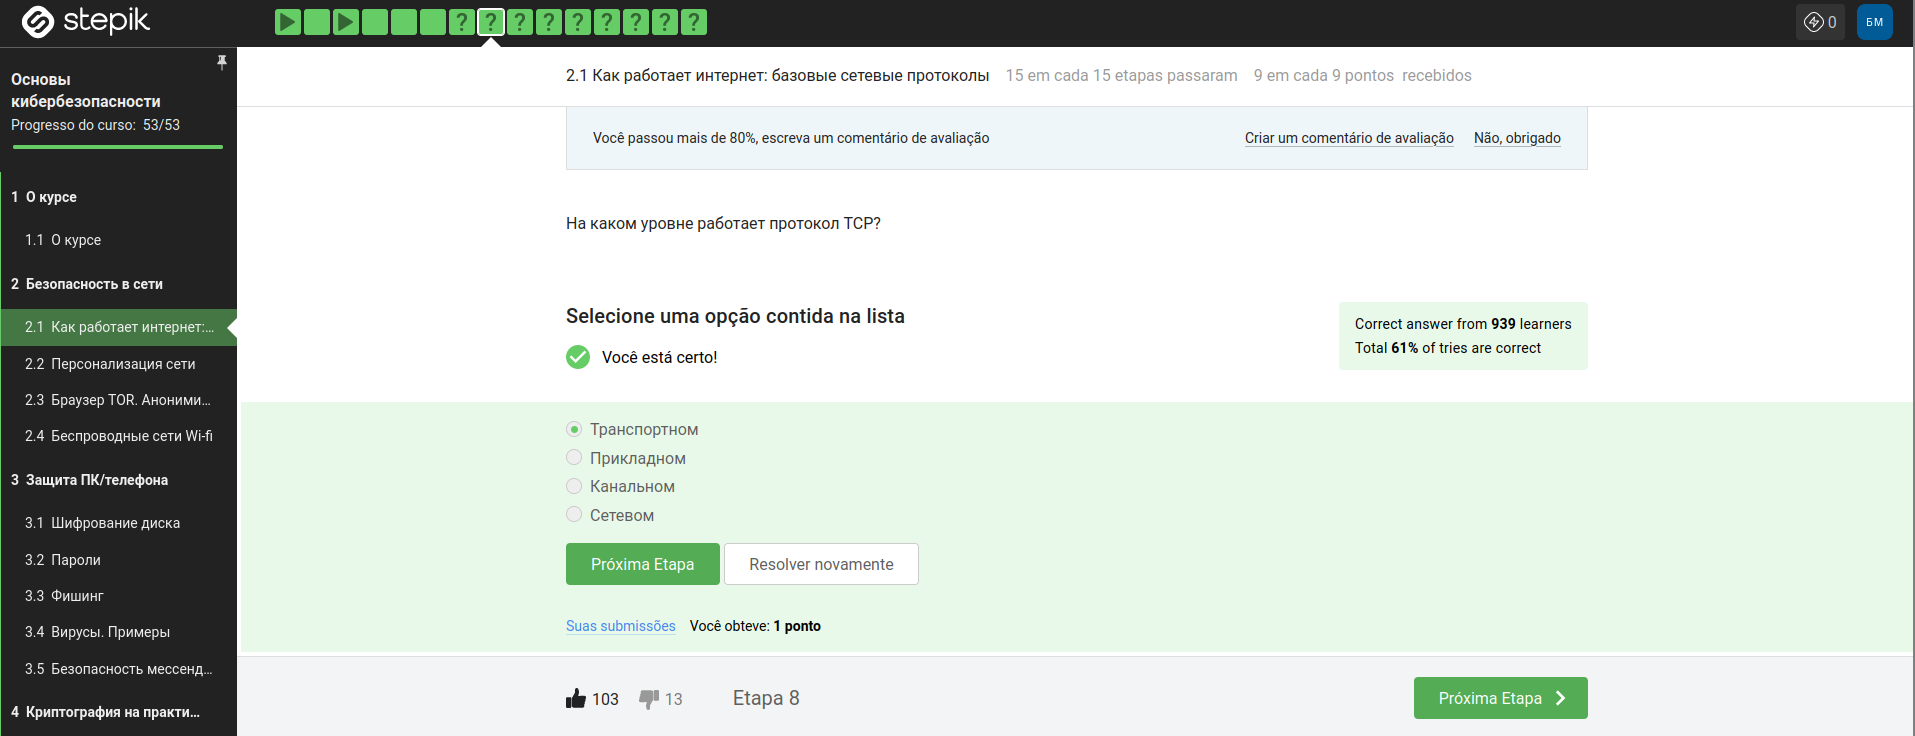 stepik
? ? ? ? ? ? ? ? ?
0
БМ
Основы
кибербезопасности
Progresso do curso: 53/53
1 О курсе
1.1 О курсе
2 Безопасность в сети
2.1 Как работает интернет:...
2.2 Персонализация сети
2.3 Браузер TOR. Анонími...
2.4 Беспроводные сети Wi-fi
3 Защита ПК/телефона
3.1 Шифрование диска
3.2 Пароли
3.3 Фишинг
3.4 Вирусы. Примеры
3.5 Безопасность мессенд...
4 Криптография на практи...
2.1 Как работает интернет: базовые сетевые протоколы 15 em cada 15 etapas passaram 9 em cada 9 pontos recebidos
Você passou mais de 80%, escreva um comentário de avaliação Criar um comentário de avaliação Não, obrigado
На каком уровне работает протокол TCP?
Selecione uma opção contida na lista
Você está certo!
Correct answer from 939 learners
Total 61% of tries are correct
Транспортном
Прикладном
Канальном
Сетевом
Próxima Etapa Resolver novamente
Suas submissões Você obteve: 1 ponto
103 13 Etapa 8 Próxima Etapa